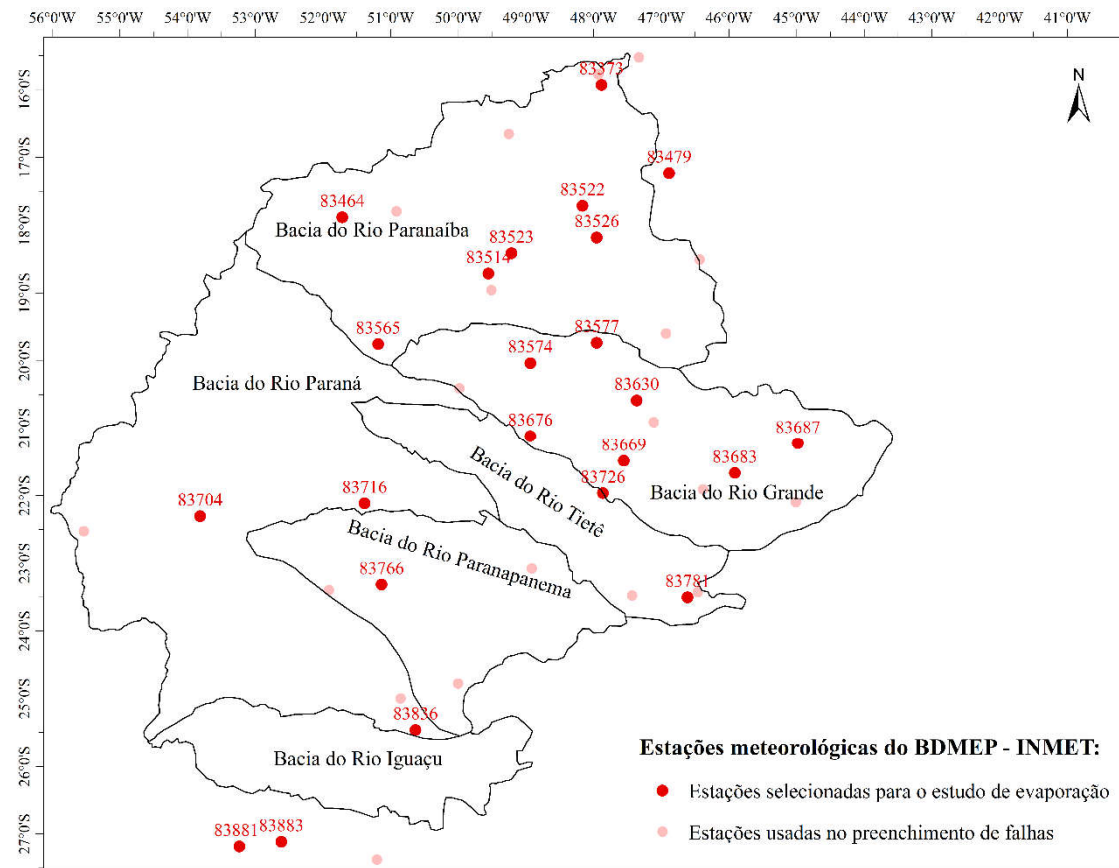 56°0'W 55°0'W 54°0'W 53°0'W 52°0'W 51°0'W 50°0'W 49°0'W 48°0'W 47°0'W 46°0'W 45°0'W 44°0'W 43°0'W 42°0'W 41°0'W
16°0'S
17°0'S
18°0'S
19°0'S
20°0'S
21°0'S
22°0'S
23°0'S
24°0'S
25°0'S
26°0'S
27°0'S
N
83373
83479
83464
83522
Bacia do Rio Paranaíba
83526
83523
83514
83565
83577
83574
Bacia do Rio Paraná
83630
83676
83687
83669
83683
83726
Bacia do Rio Grande
Bacia do Rio Tietê
83704
83716
Bacia do Rio Paranapanema
83766
83781
83836
Bacia do Rio Iguaçu
83881
83883
Estações meteorológicas do BDMEP - INMET:
Estações selecionadas para o estudo de evaporação
Estações usadas no preenchimento de falhas